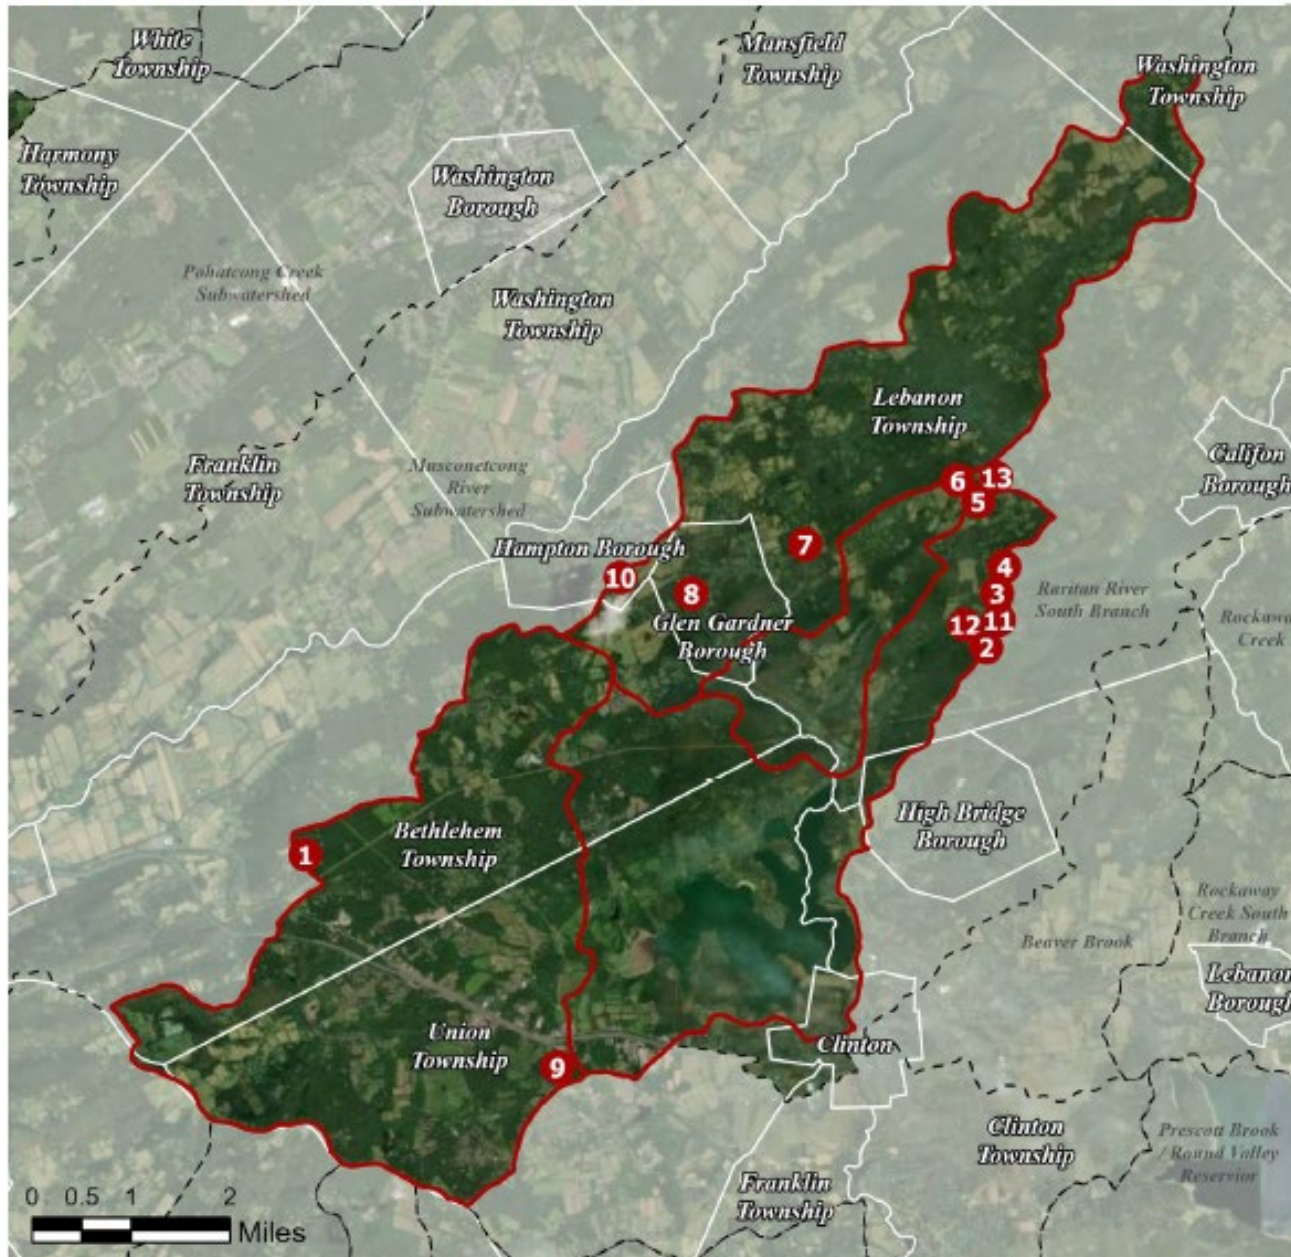 White
Township
Mansfield
Township
Washington
Township
Harmony
Township
Washington
Borough
Pohatcong Creek
Subwatershed
Washington
Township
Lebanon
Township
Franklin
Township
Musconetcong
River
Subwatershed
Califon
Borough
6
13
5
Hampton Borough
7
10
4
8
3
Raritan River
South Branch
Glen Gardner
Borough
12
11
2
Rockaway
Creek
High Bridge
Borough
Bethlehem
Township
1
Rockaway
Creek South
Branch
Beaver Brook
Lebanon
Borough
Union
Township
Clinton
9
Clinton
Township
Prescott Brook
/ Round Valley
Reservior
Franklin
Township
0 0.5 1 2
Miles